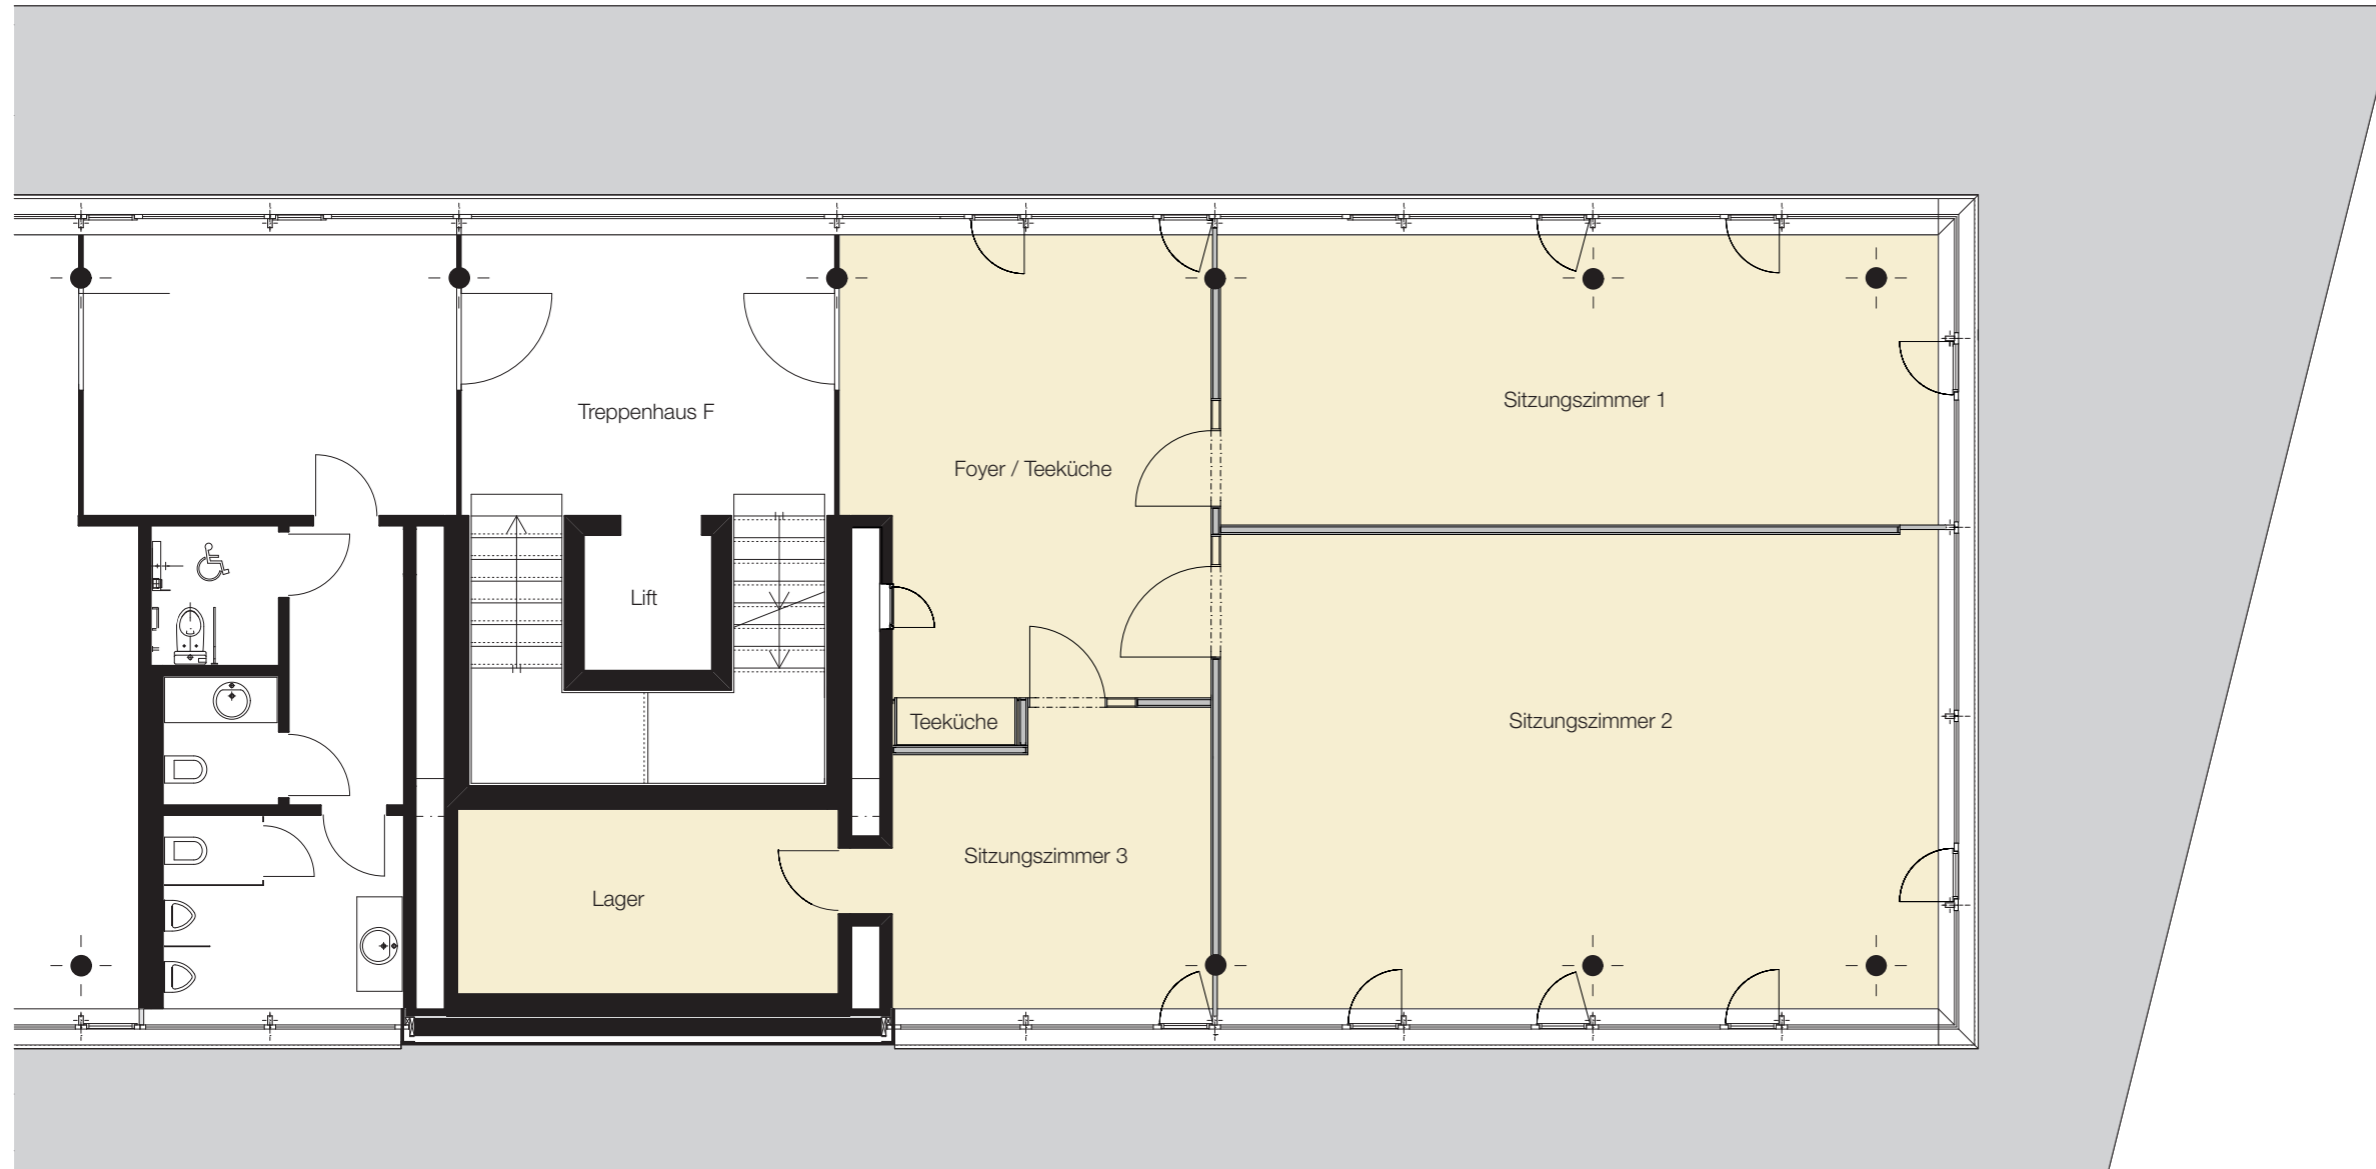 Sitzungszimmer 1
Treppenhaus F
Foyer / Teeküche
Lift
Teeküche
Sitzungszimmer 2
Sitzungszimmer 3
Lager